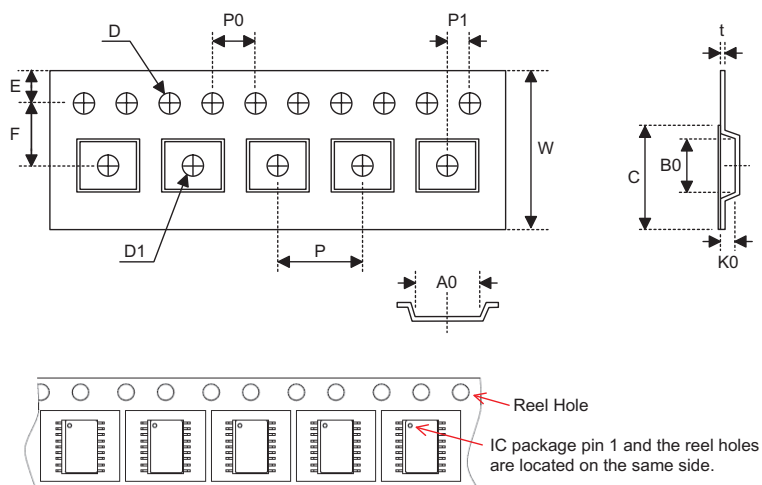 D
P0
P1
t
E
F
W
C
B0
D1
P
K0
A0
Reel Hole
IC package pin 1 and the reel holes
are located on the same side.